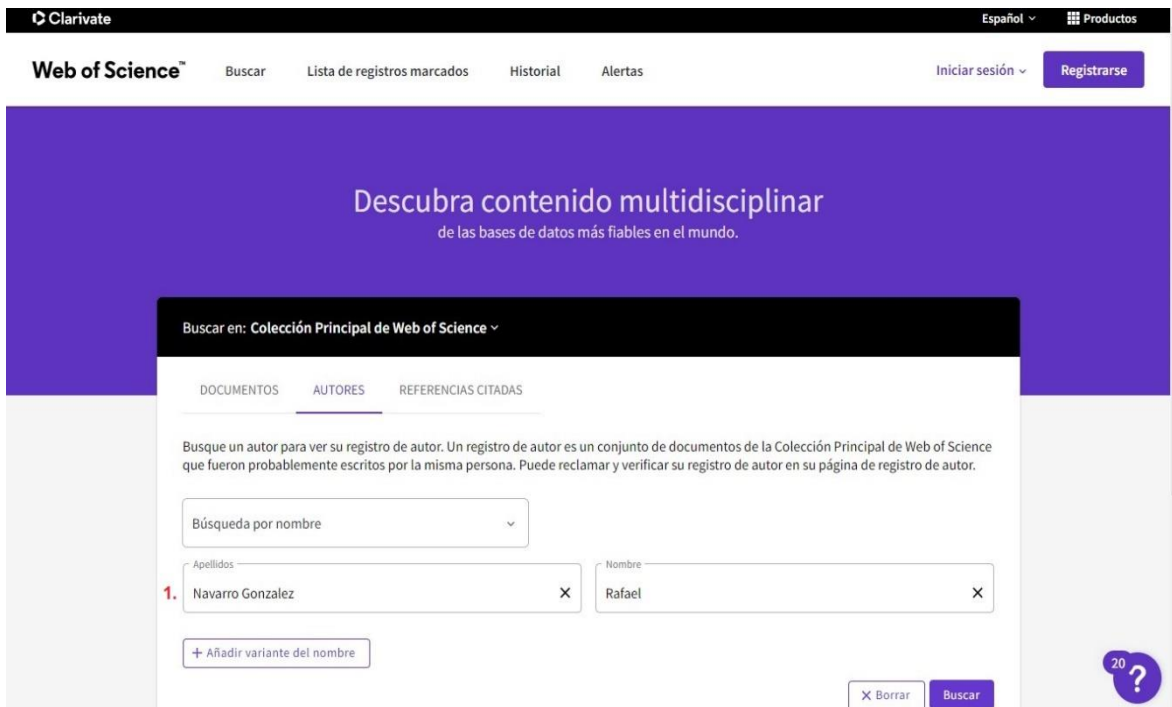 Clarivate Español Productos
Web of Science™ Buscar Lista de registros marcados Historial Alertas Iniciar sesión Registrarse
Descubra contenido multidisciplinar
de las bases de datos más fiables en el mundo.
Buscar en: Colección Principal de Web of Science
DOCUMENTOS AUTORES REFERENCIAS CITADAS
Busque un autor para ver su registro de autor. Un registro de autor es un conjunto de documentos de la Colección Principal de Web of Science
que fueron probablemente escritos por la misma persona. Puede reclamar y verificar su registro de autor en su página de registro de autor.
Búsqueda por nombre
Apellidos Nombre
1. Navarro Gonzalez Rafael
+ Añadir variante del nombre
20 ?
Borrar Buscar